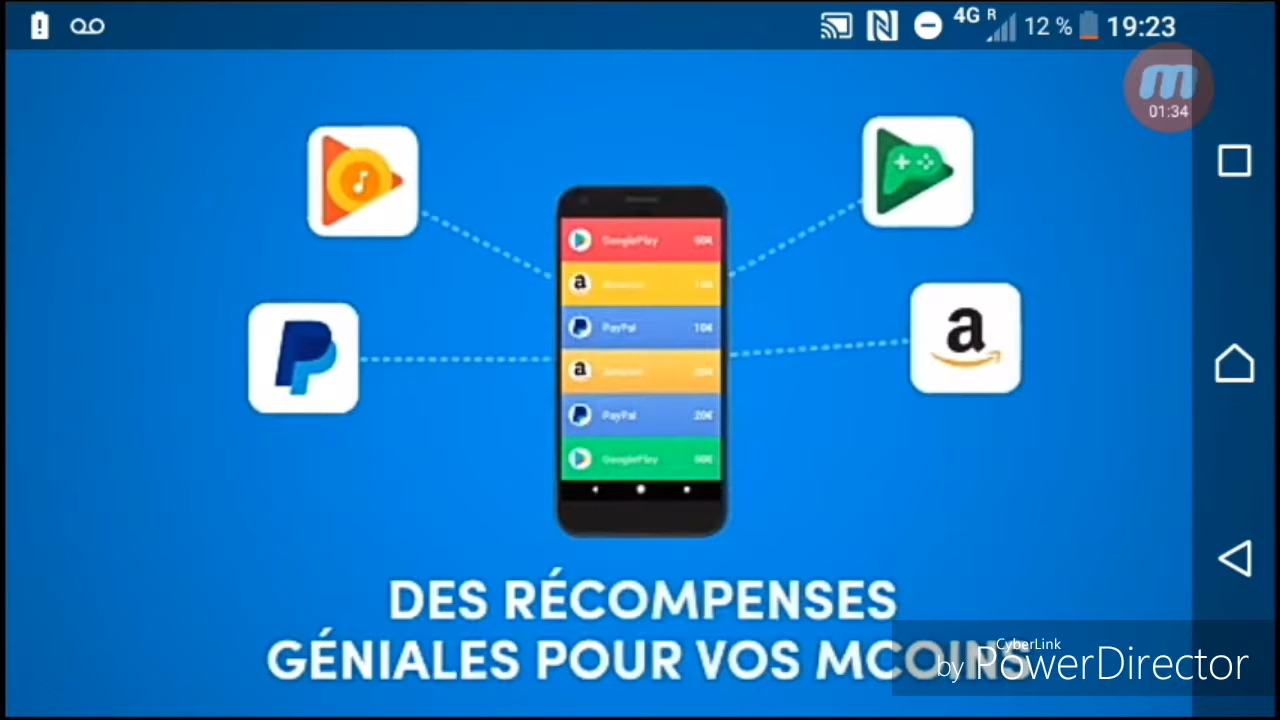 4G R 12 % 19:23
01:34
GooglePlay
a
PayPal 10€
a
PayPal 20€
GooglePlay
a
DES RÉCOMPENSES
GÉNIALES POUR VOS MCOINS
CyberLink
by PowerDirector